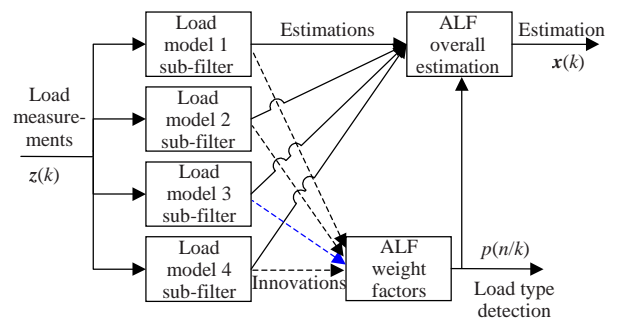 Load
model 1
sub-filter
Estimations
ALF
overall
estimation
Estimation
x(k)
Load
measure-
ments
z(k)
Load
model 2
sub-filter
Load
model 3
sub-filter
Load
model 4
sub-filter
Innovations
ALF
weight
factors
p(n/k)
Load type
detection